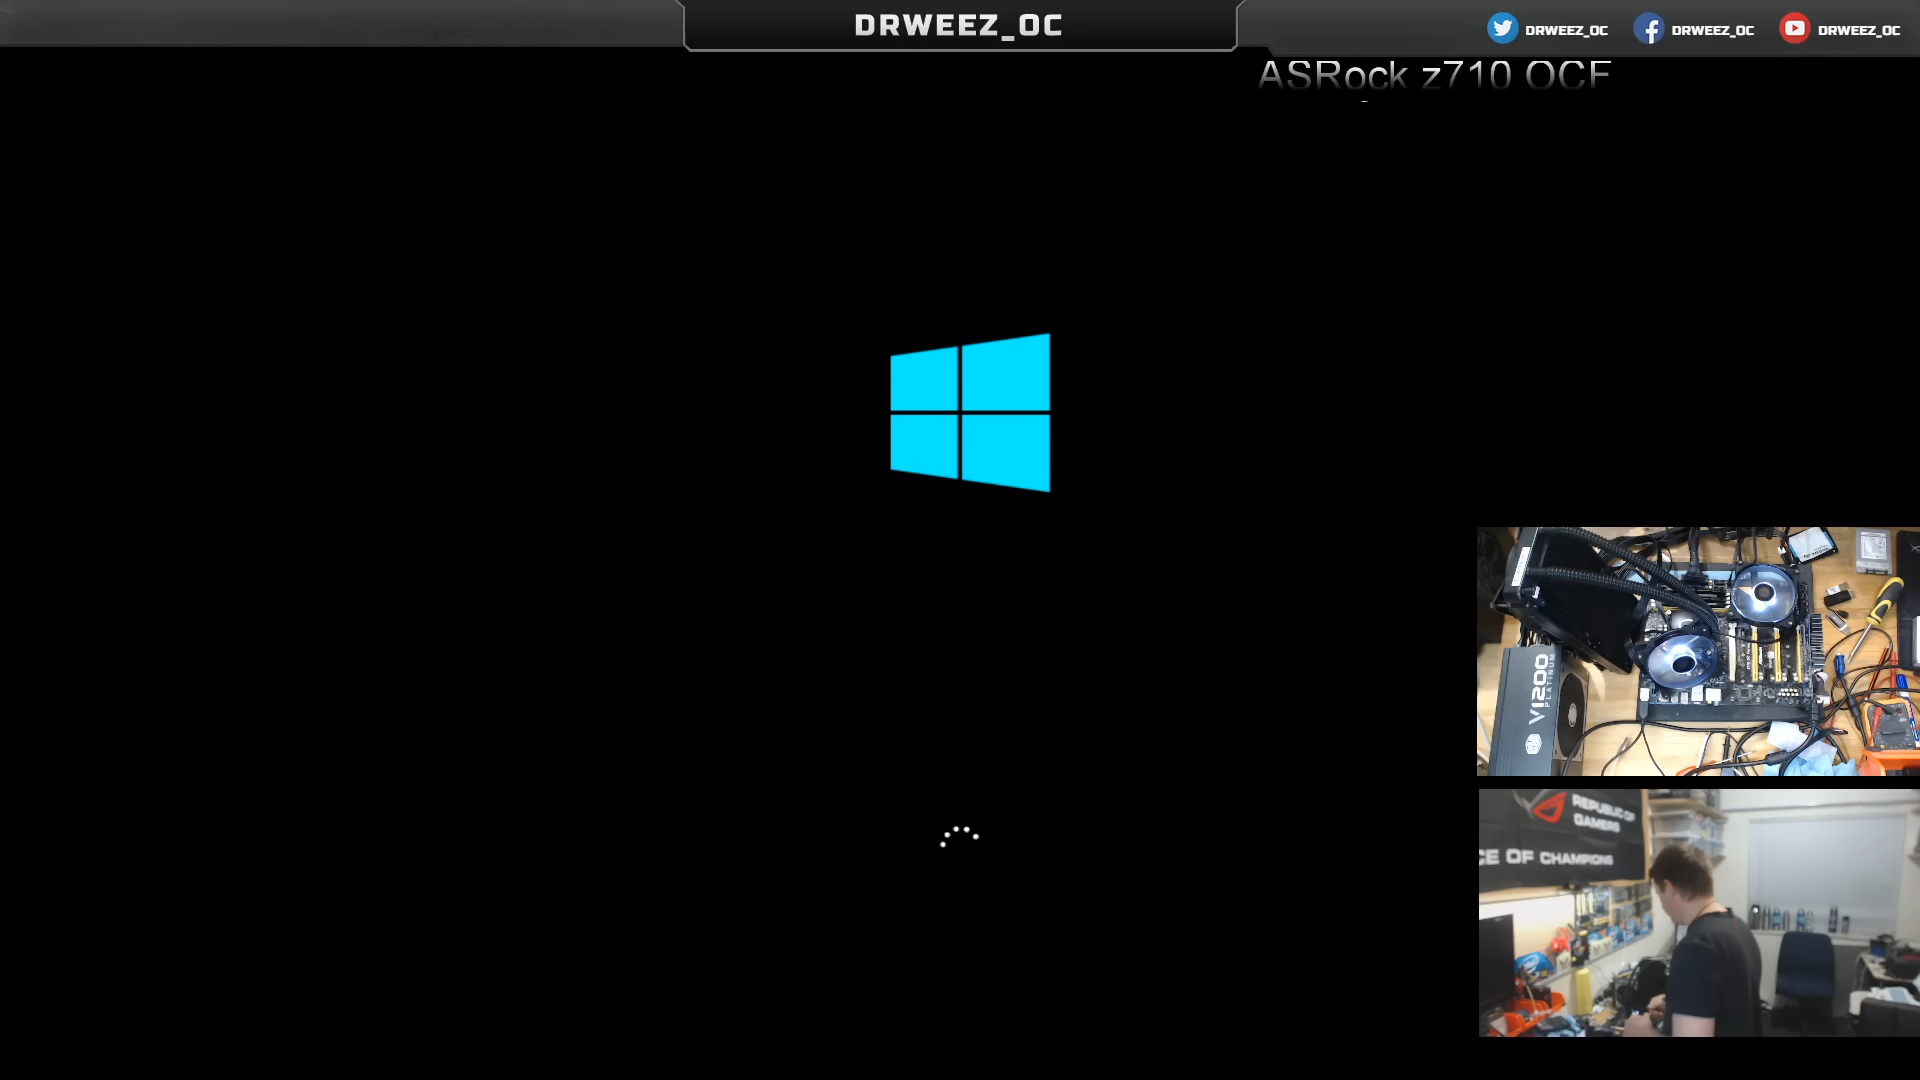 DRWEEZ_OC
DRWEEZ_OC
DRWEEZ_OC
DRWEEZ_OC
ASRock z710 OCF
V1200
PLATINUM
REPUBLIC OF
GAMERS
CE OF CHAMPIONS